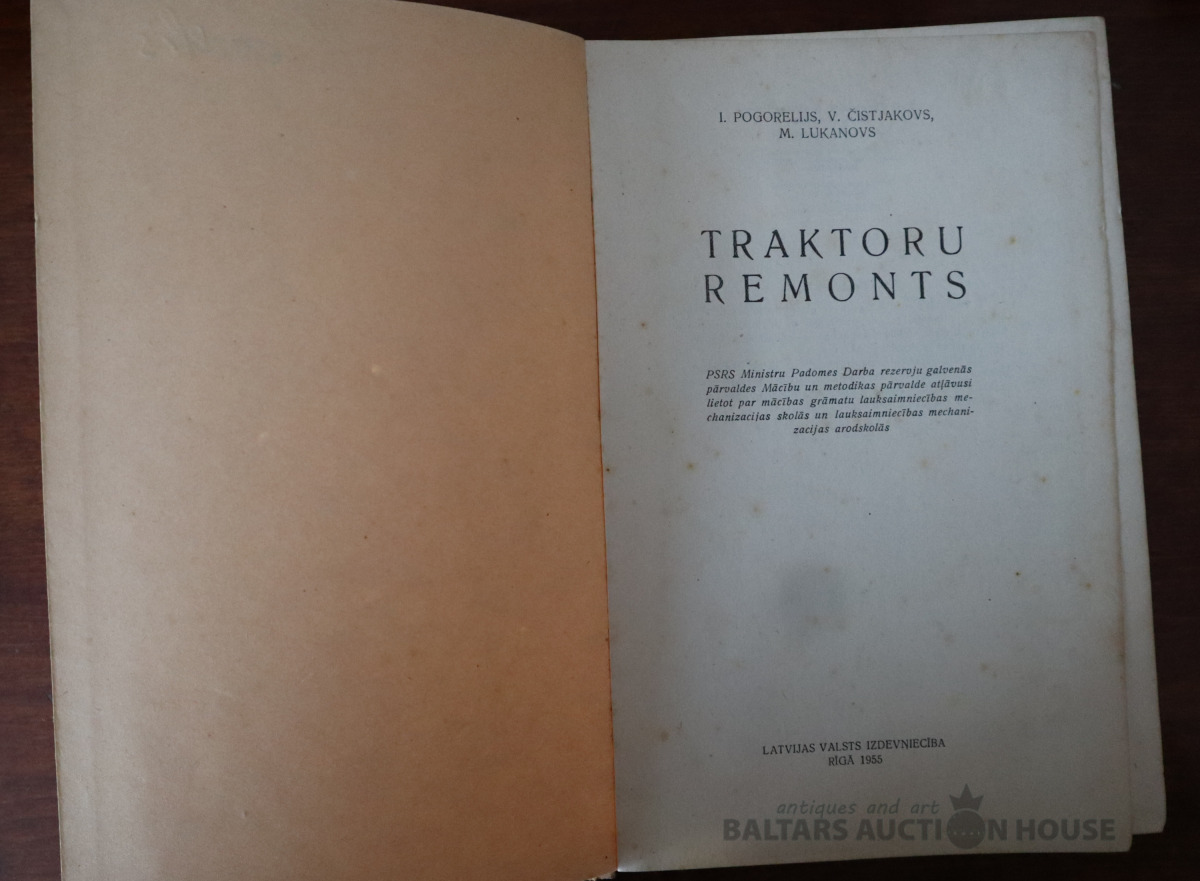 I. POGORELIJS, V. ČISTJAKOVS,
M. LUKANOVS
TRAKTORU
REMONTS
PSRS Ministru Padomes Darba rezervju galvenās
pārvaldes Mācību un metodikas pārvalde atļāvusi
lietot par mācības grāmatu lauksaimniecības me-
chanizacijas skolās un lauksaimniecības mechani-
zacijas arodskolās
LATVIJAS VALSTS IZDEVNIECĪBA
RĪGĀ 1955
antiques and art
BALTARS AUCTION HOUSE